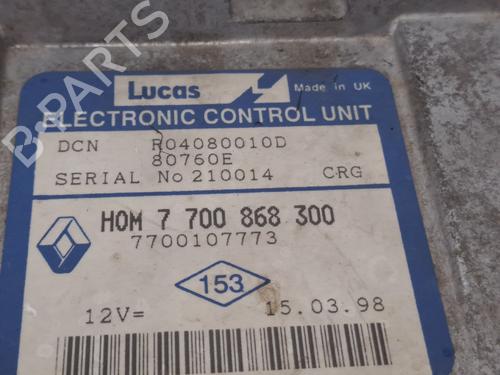 Lucas
Made in UK
ELECTRONIC CONTROL UNIT
DCN R04080010D
80760E
SERIAL No 210014 CRG
HOM 7 700 868 300
7700107773
153
12V= 15.03.98
B-PARTS